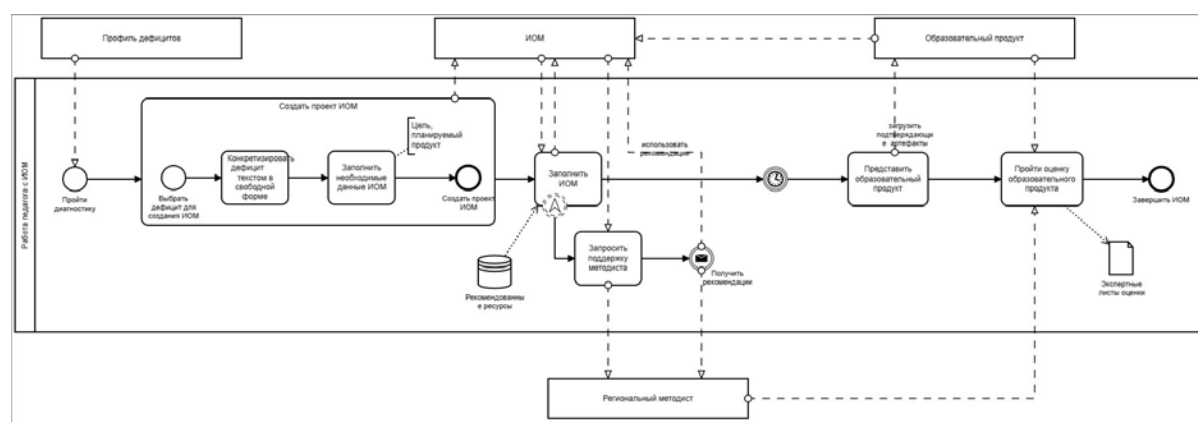 Профиль дефицитов
ИОМ
Образовательный продукт
Работа педагога с ИОМ
Создать проект ИОМ
Цель,
планируемый
продукт
Конкретизировать
дефицит
текстом в
свободной
форме
Заполнить
необходимые
данные ИОМ
Пройти
диагностику
Выбрать
дефицит для
создания ИОМ
Создать проект
ИОМ
Заполнить
ИОМ
использовать
рекомендации
Рекомендованны
е ресурсы
Запросить
поддержку
методиста
Получить
рекомендации
загрузить
подтверждающи
е артефакты
Представить
образовательный
продукт
Пройти оценку
образовательного
продукта
Завершить ИОМ
Экспертные
листы оценки
Региональный методист